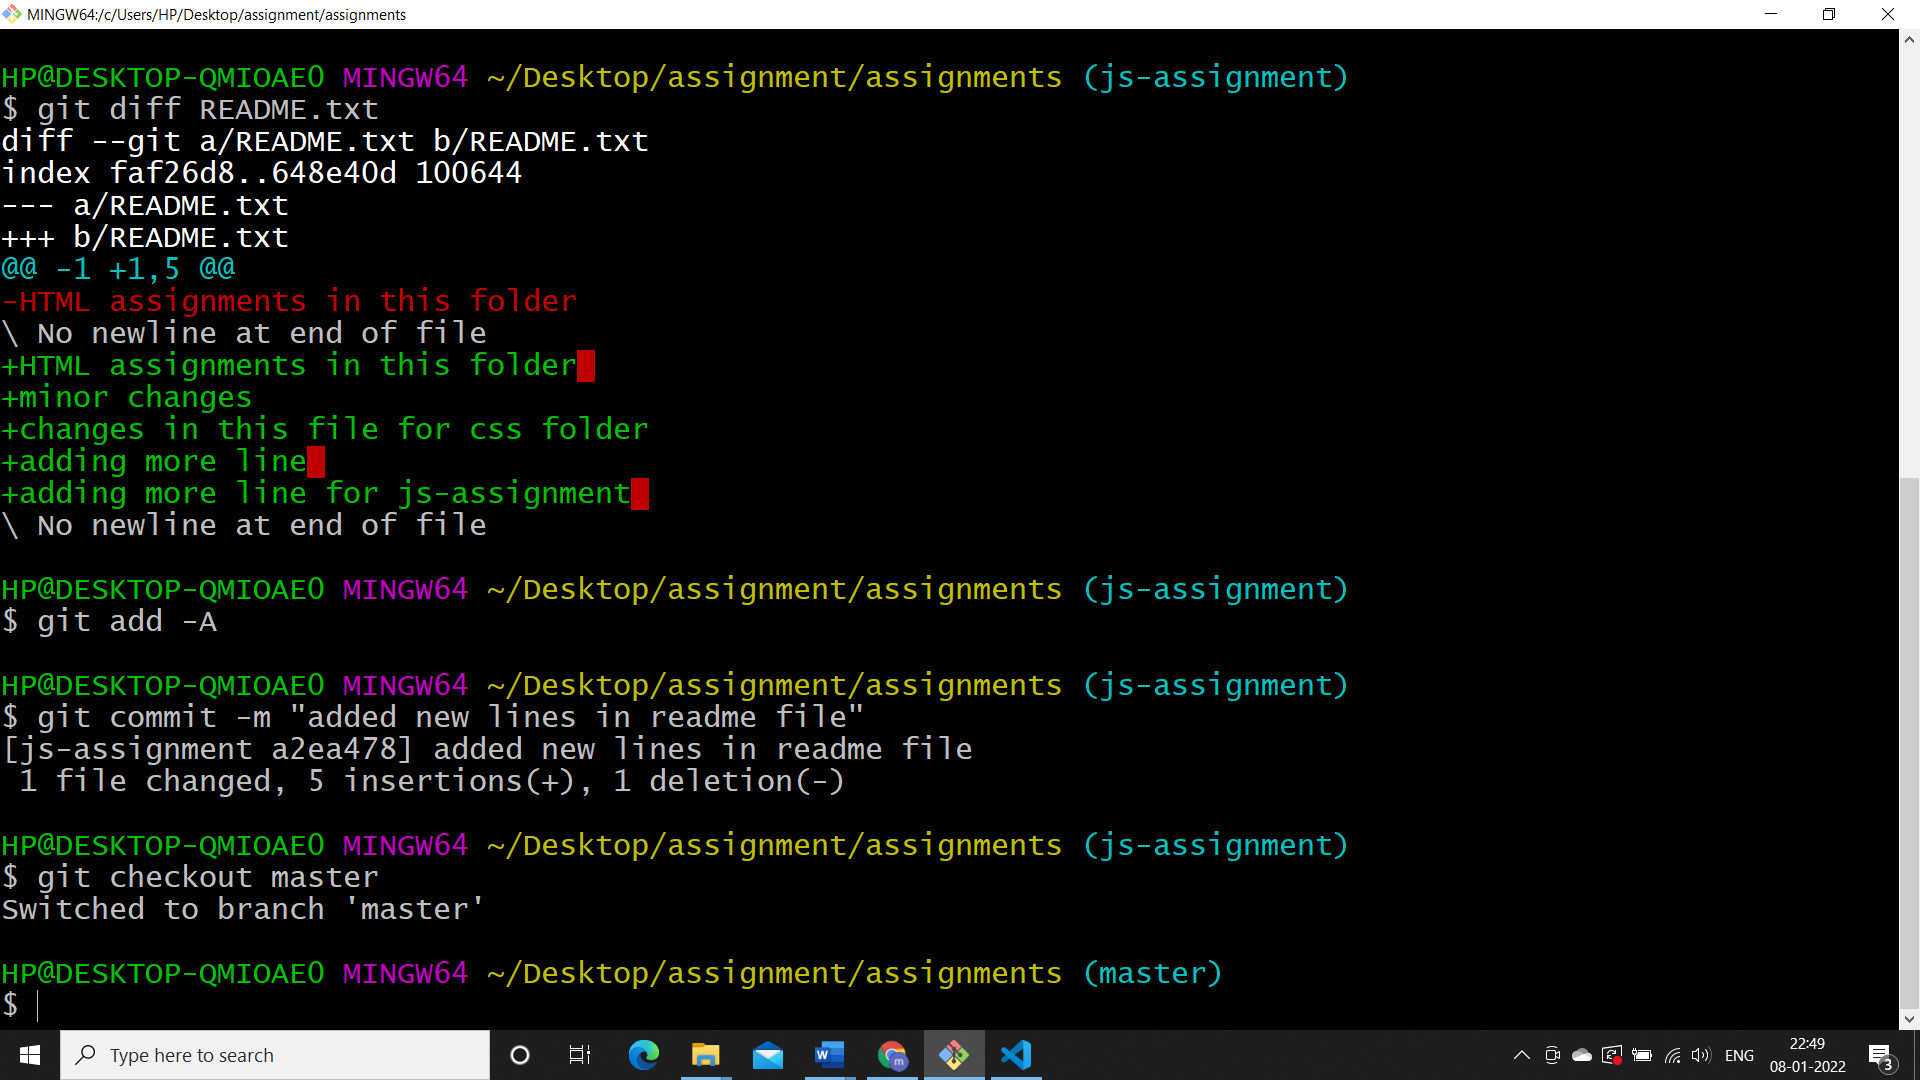 MINGW64:/c/Users/HP/Desktop/assignment/assignments
HP@DESKTOP-QMIOAEO MINGW64 ~/Desktop/assignment/assignments (js-assignment)
$ git diff README.txt
diff --git a/README.txt b/README.txt
index faf26d8..648e40d 100644
--- a/README.txt
+++ b/README.txt
@@ -1 +1,5 @@
-HTML assignments in this folder
\ No newline at end of file
+HTML assignments in this folder
+minor changes
+changes in this file for css folder
+adding more line
+adding more line for js-assignment
\ No newline at end of file
HP@DESKTOP-QMIOAEO MINGW64 ~/Desktop/assignment/assignments (js-assignment)
$ git add -A
HP@DESKTOP-QMIOAEO MINGW64 ~/Desktop/assignment/assignments (js-assignment)
$ git commit -m "added new lines in readme file"
[js-assignment a2ea478] added new lines in readme file
 1 file changed, 5 insertions(+), 1 deletion(-)
HP@DESKTOP-QMIOAEO MINGW64 ~/Desktop/assignment/assignments (js-assignment)
$ git checkout master
Switched to branch 'master'
HP@DESKTOP-QMIOAEO MINGW64 ~/Desktop/assignment/assignments (master)
$
Type here to search
ENG
22:49
08-01-2022
3